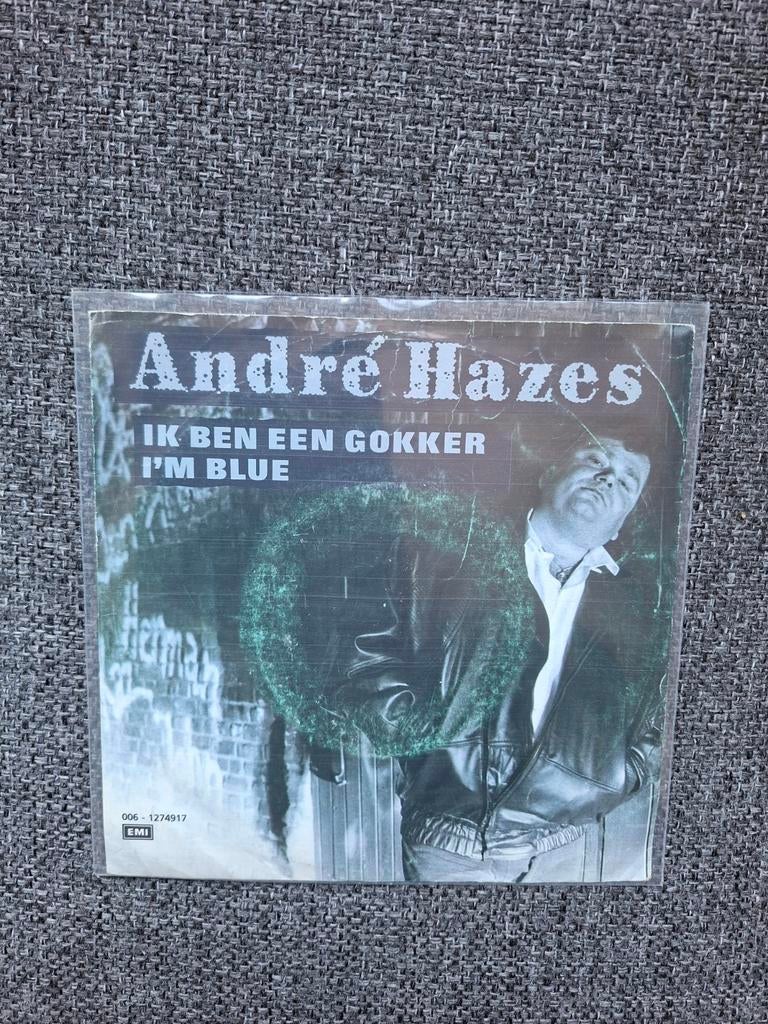 André Hazes
IK BEN EEN GOKKER
I'M BLUE
006 - 1274917
EMI